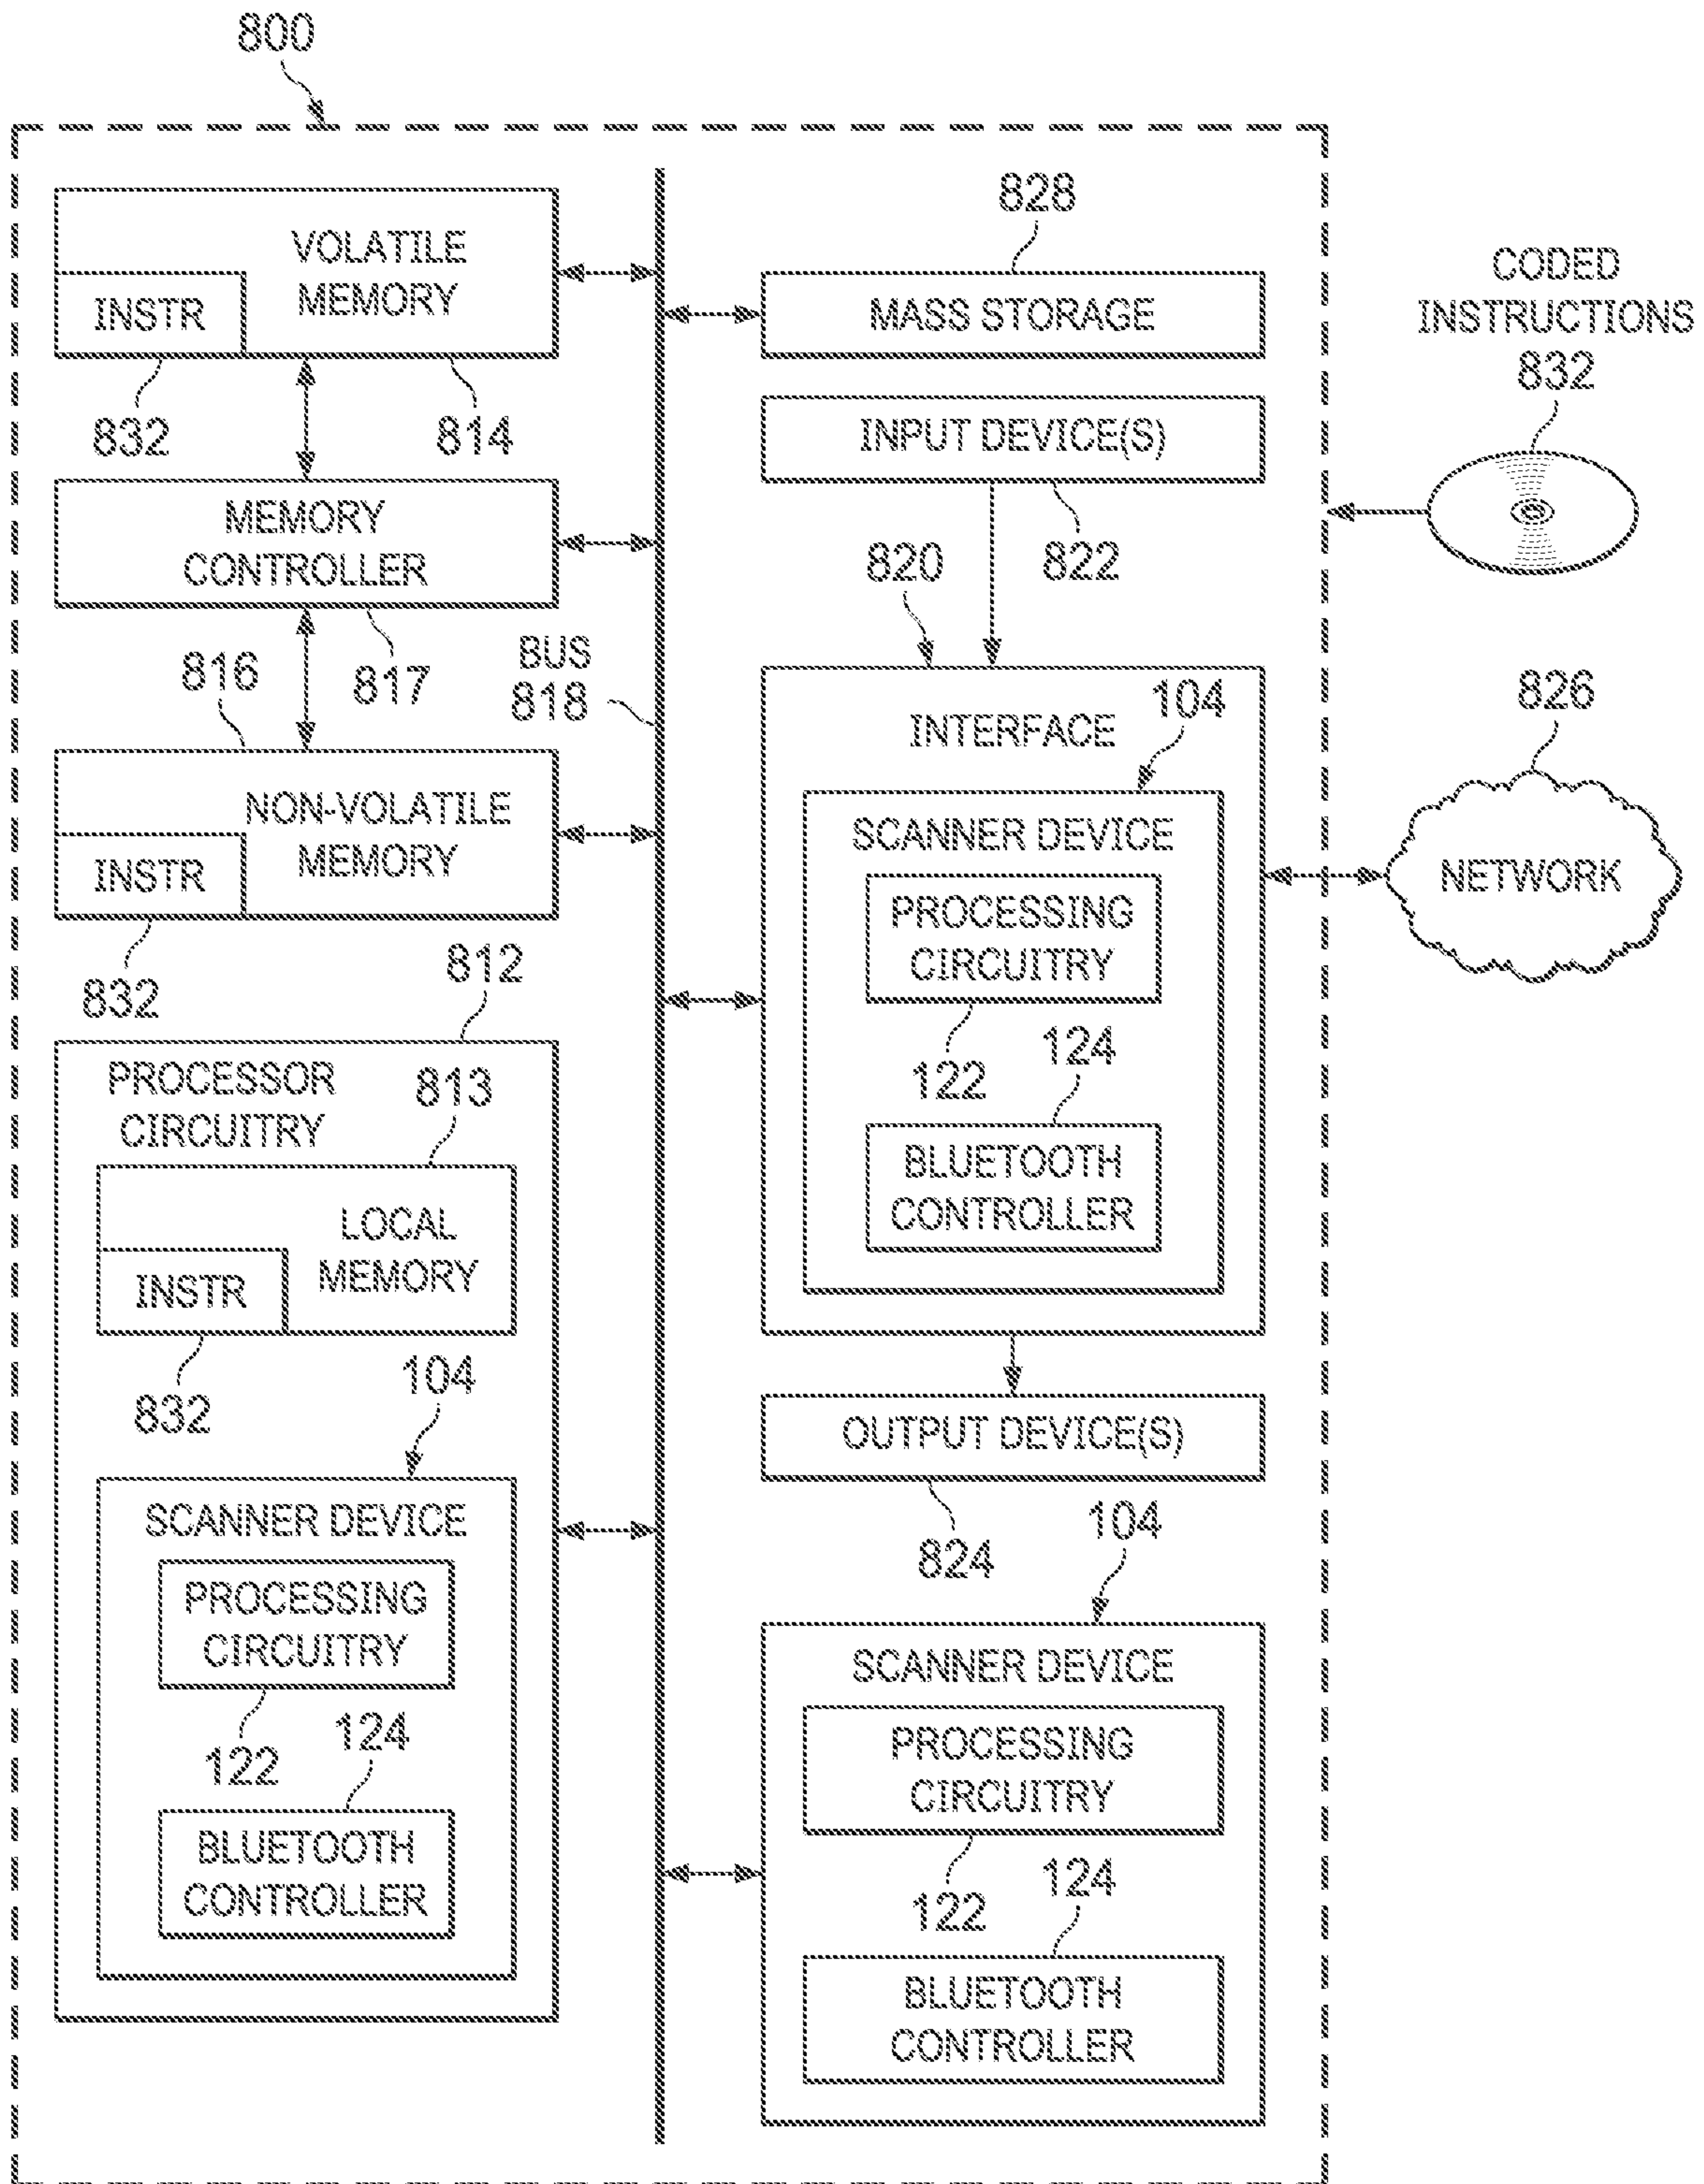 800
VOLATILE
MEMORY
INSTR
832
814
MEMORY
CONTROLLER
816
817
BUS
818
NON-VOLATILE
MEMORY
INSTR
832
812
PROCESSOR
CIRCUITRY
813
LOCAL
MEMORY
INSTR
832
104
SCANNER DEVICE
PROCESSING
CIRCUITRY
122
124
BLUETOOTH
CONTROLLER
828
MASS STORAGE
INPUT DEVICE(S)
820
822
INTERFACE
104
SCANNER DEVICE
PROCESSING
CIRCUITRY
122
124
BLUETOOTH
CONTROLLER
OUTPUT DEVICE(S)
824
104
SCANNER DEVICE
PROCESSING
CIRCUITRY
122
124
BLUETOOTH
CONTROLLER
CODED
INSTRUCTIONS
832
826
NETWORK